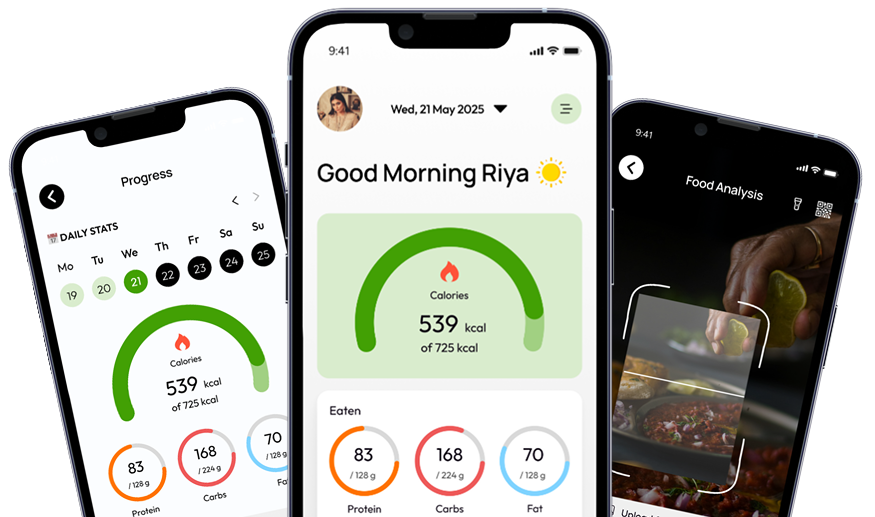 Progress
DAILY STATS
Mo Tu We Th Fr Sa Su
19 20 21 22 23 24 25
Calories
539 kcal
of 725 kcal
83
/ 128 g
Protein
168
/ 224 g
Carbs
70
/ 128 g
9:41
Wed, 21 May 2025
Good Morning Riya
Calories
539 kcal
of 725 kcal
Eaten
83
/ 128 g
Protein
168
/ 224 g
Carbs
70
/ 128 g
Fat
9:41
Food Analysis